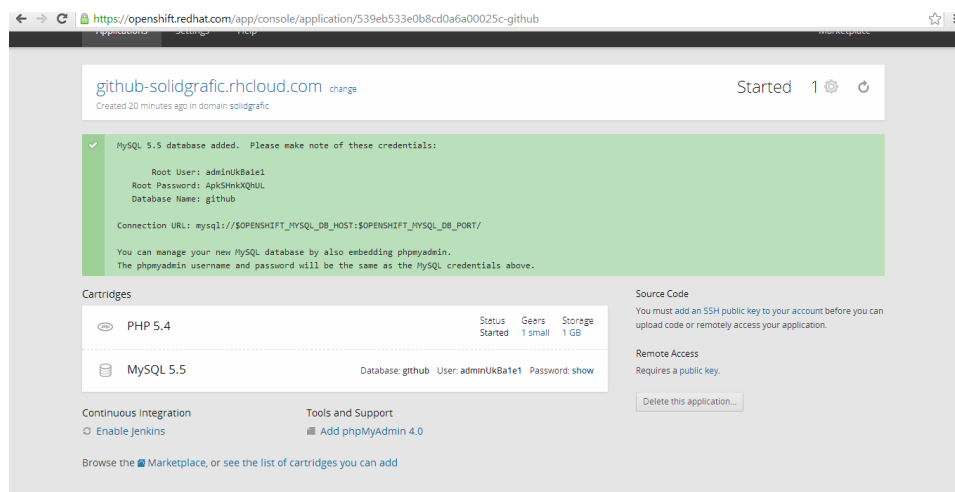 https://openshift.redhat.com/app/console/application/539eb533e0b8cd0a6a00025c-github
Applications Settings Help Marketplace
github-solidgrafic.rhcloud.com change Started 1
Created 20 minutes ago in domain solidgrafic
MySQL 5.5 database added. Please make note of these credentials:
Root User: adminUkBa1e1
Root Password: ApkSHnkXQhUL
Database Name: github
Connection URL: mysql://$OPENSHIFT_MYSQL_DB_HOST:$OPENSHIFT_MYSQL_DB_PORT/
You can manage your new MySQL database by also embedding phpmyadmin.
The phpmyadmin username and password will be the same as the MySQL credentials above.
Cartridges
PHP 5.4
Status Gears Storage
Started 1 small 1 GB
MySQL 5.5 Database: github User: adminUkBa1e1 Password: show
Source Code
You must add an SSH public key to your account before you can
upload code or remotely access your application.
Remote Access
Requires a public key.
Delete this application...
Continuous Integration
Enable Jenkins
Tools and Support
Add phpMyAdmin 4.0
Browse the Marketplace, or see the list of cartridges you can add